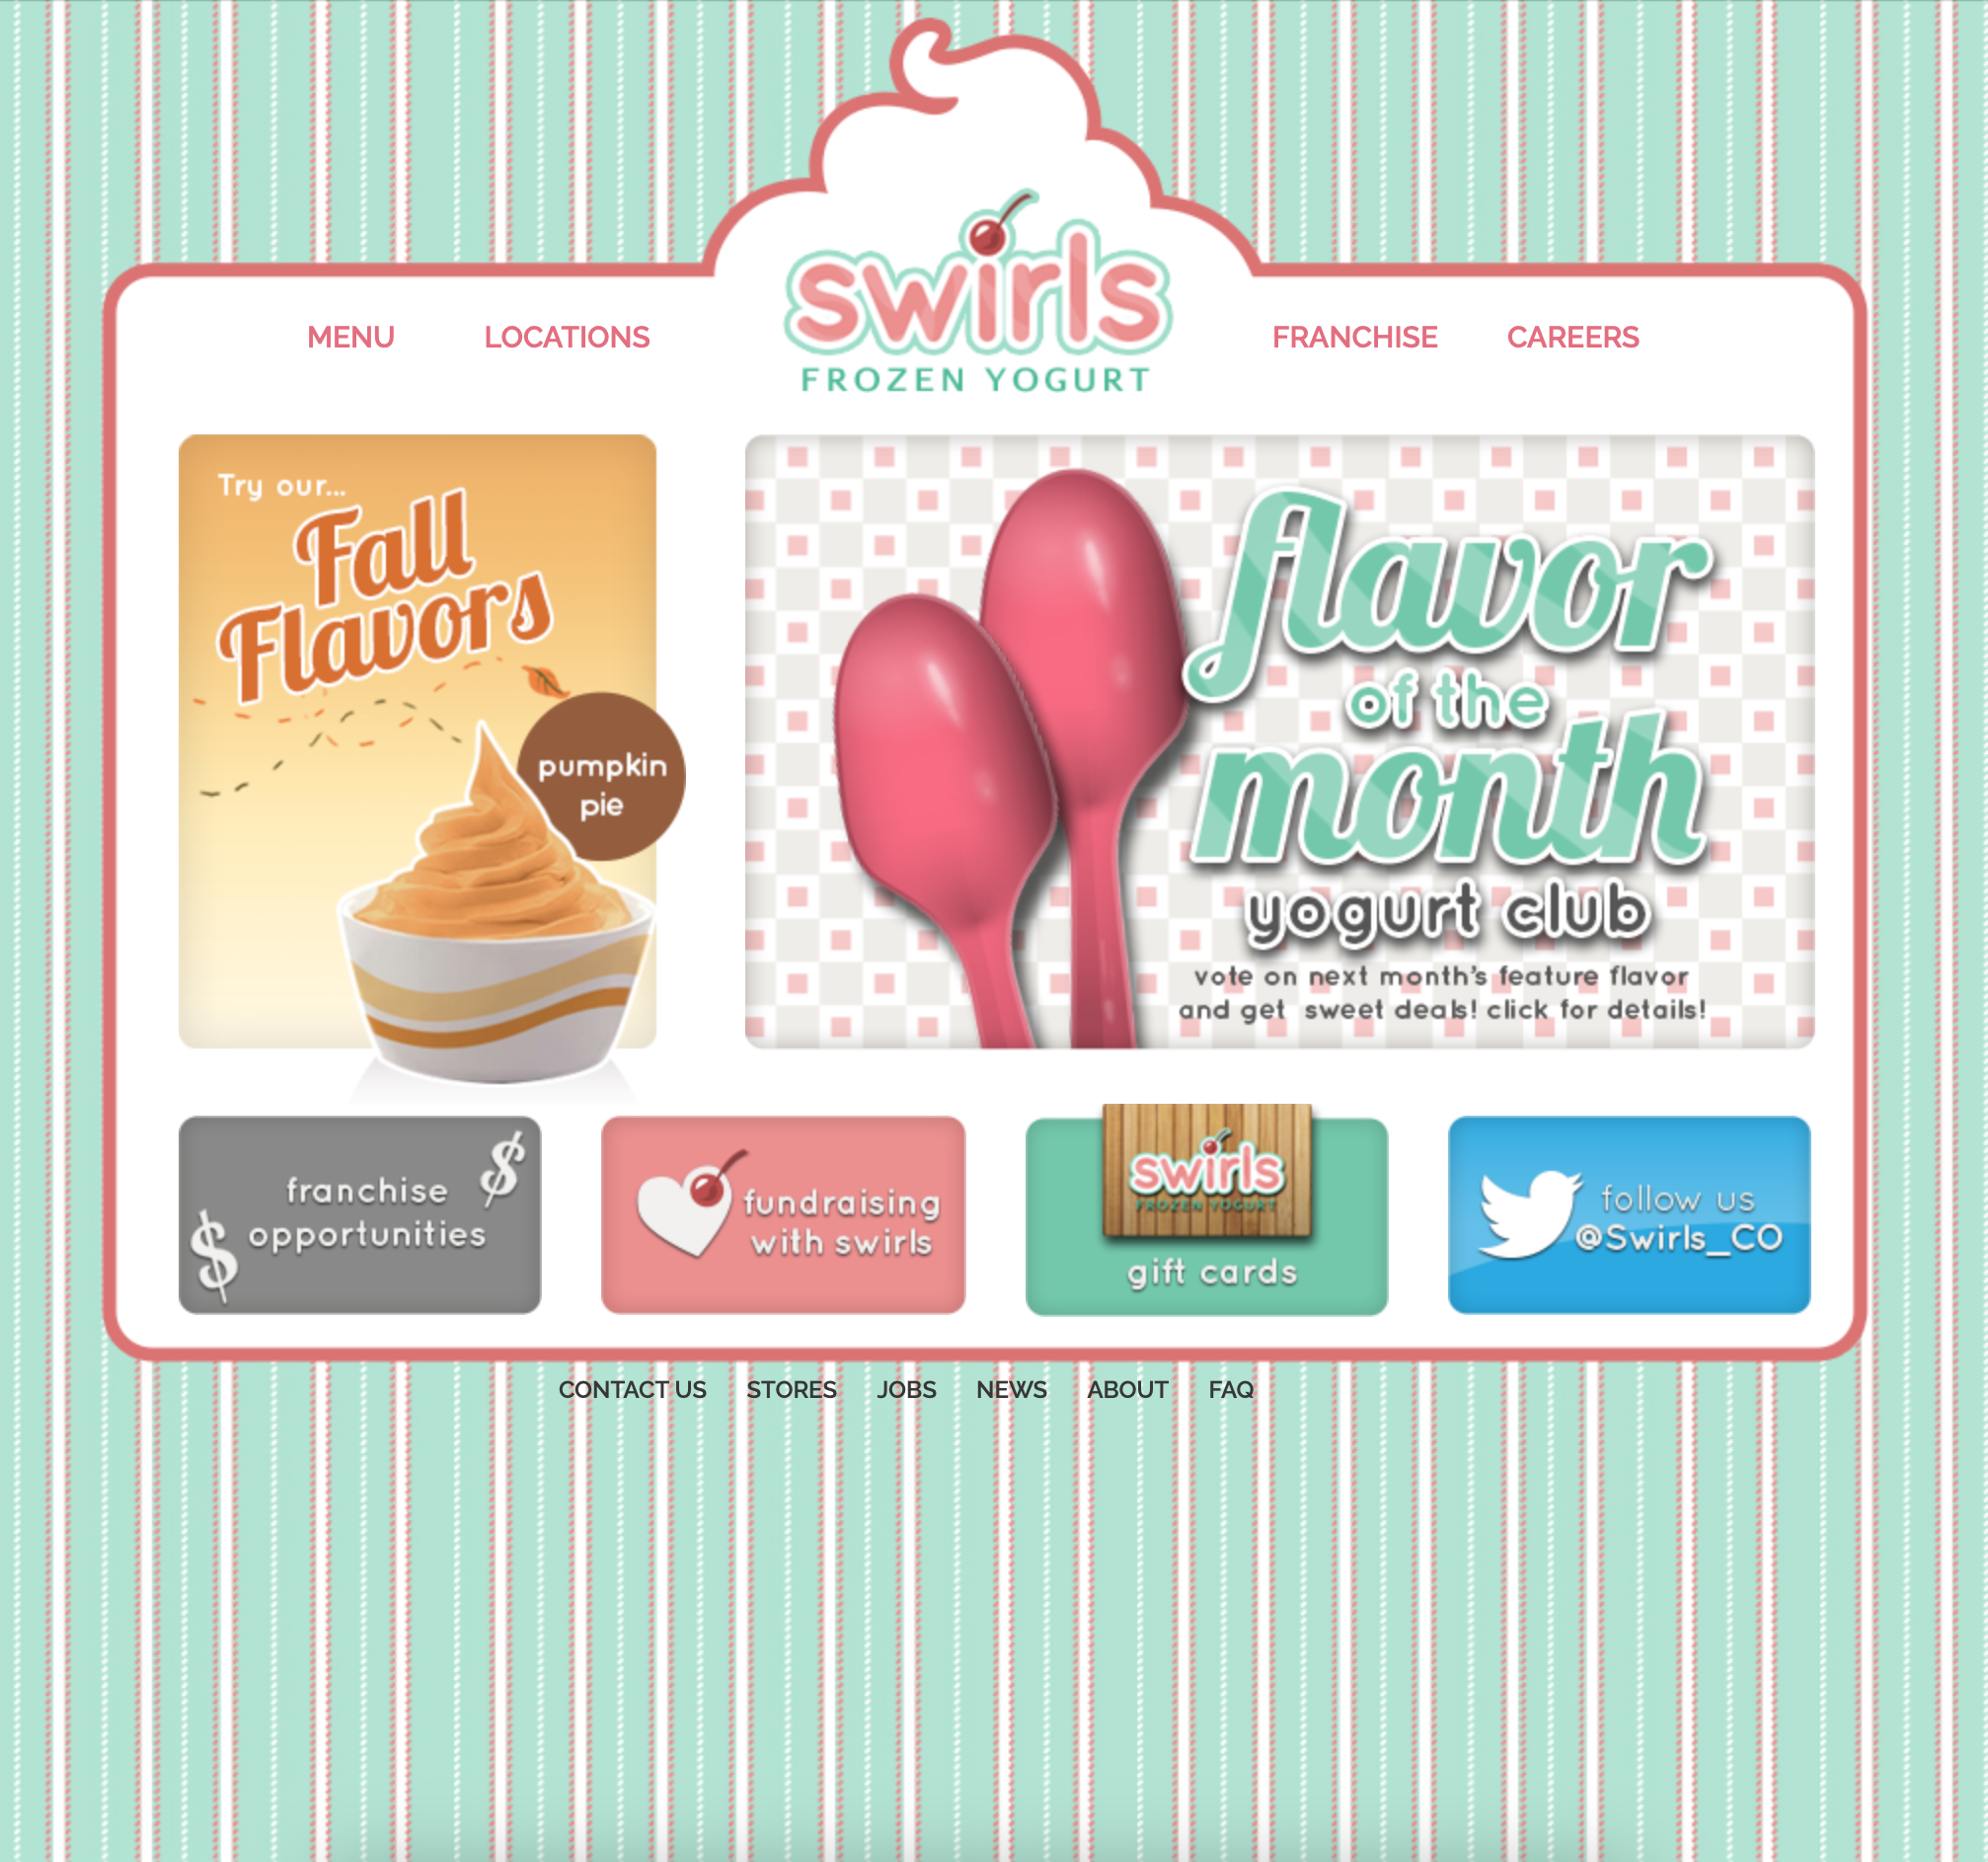 swirls
FROZEN YOGURT
MENU
LOCATIONS
FRANCHISE
CAREERS
Try our...
Fall
Flavors
pumpkin
pie
flavor
of the
month
yogurt club
vote on next month's feature flavor
and get sweet deals! click for details!
franchise
opportunities
$
$
fundraising
with swirls
swirls
FROZEN YOGURT
gift cards
follow us
@Swirls_CO
CONTACT US
STORES
JOBS
NEWS
ABOUT
FAQ